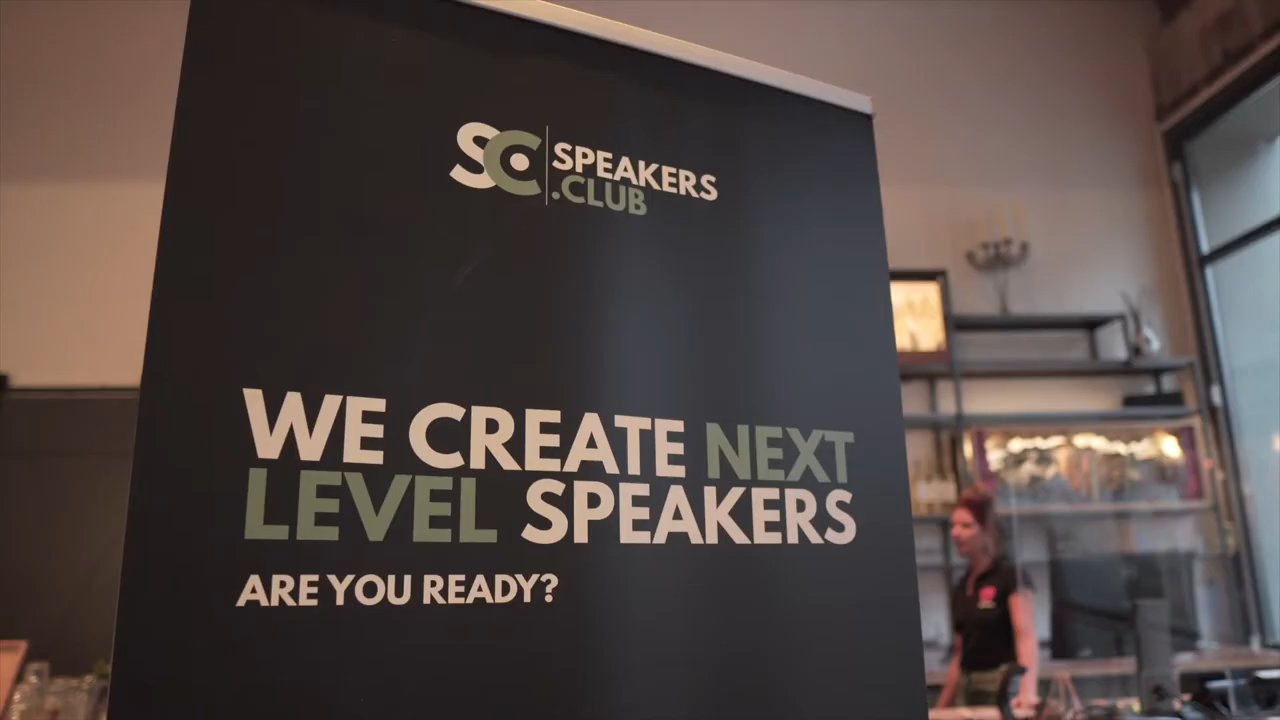 SC SPEAKERS
.CLUB
WE CREATE NEXT
LEVEL SPEAKERS
ARE YOU READY?